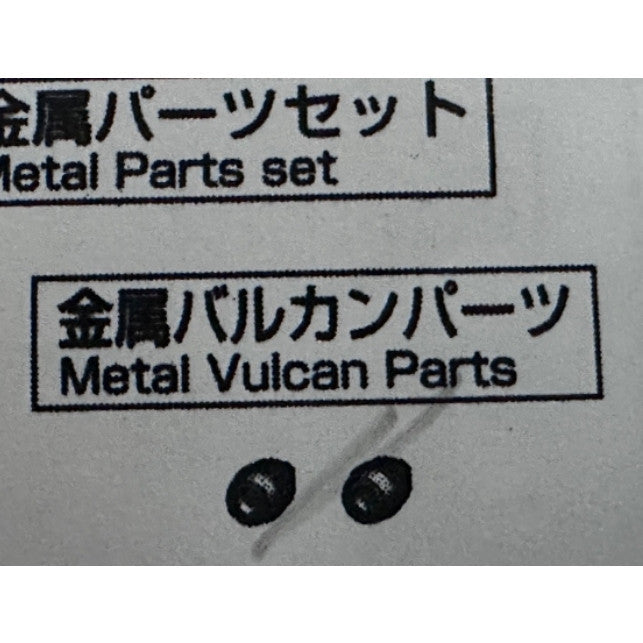 金属パーツセット
Metal Parts set
金属バルカンパーツ
Metal Vulcan Parts